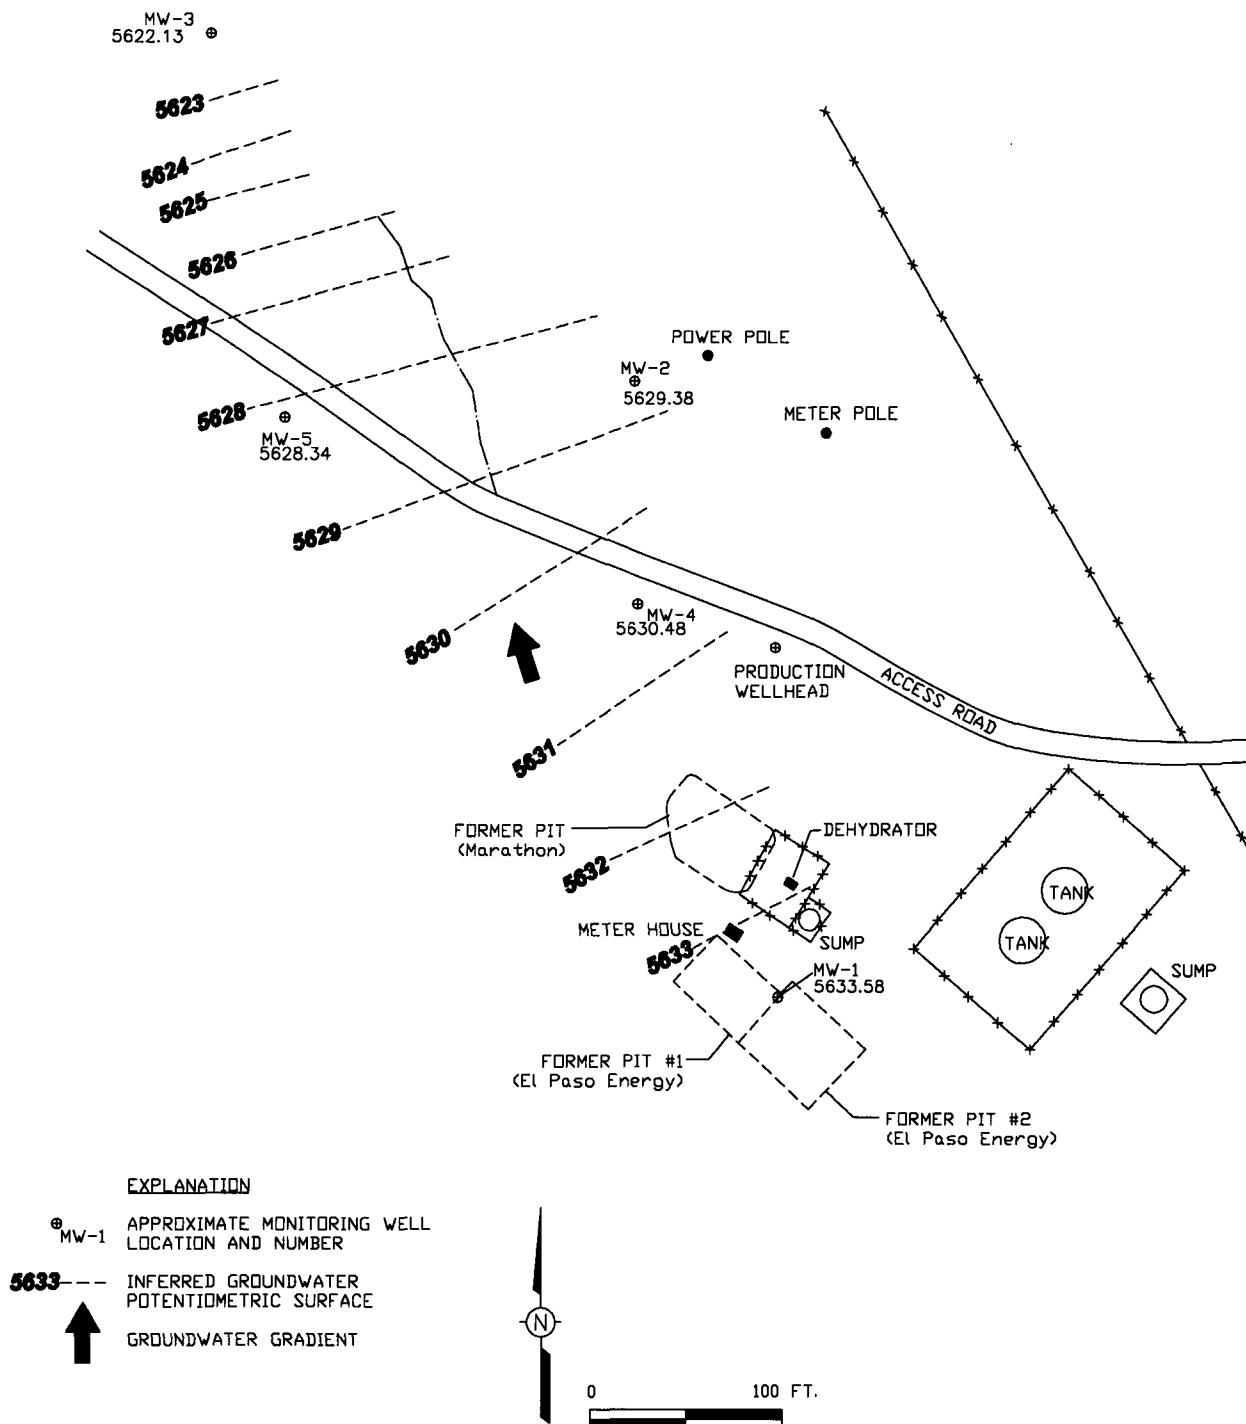 MW-3
5622.13
5623
5624
5625
5626
5627
POWER POLE
MW-2
5629.38
METER POLE
5628
MW-5
5628.34
5629
MW-4
5630.48
5630
PRODUCTION
WELLHEAD
ACCESS ROAD
5631
FORMER PIT
(Marathon)
DEHYDRATOR
5632
TANK
TANK
METER HOUSE
SUMP
5633
MW-1
5633.58
SUMP
FORMER PIT #1
(El Paso Energy)
FORMER PIT #2
(El Paso Energy)
EXPLANATION
MW-1
APPROXIMATE MONITORING WELL
LOCATION AND NUMBER
5633
INFERRED GROUNDWATER
POTENTIOMETRIC SURFACE
GROUNDWATER GRADIENT
N
0 100 FT.